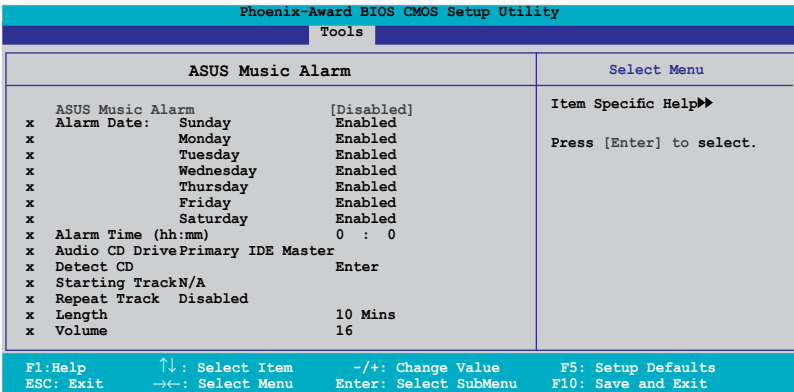 Phoenix-Award BIOS CMOS Setup Utility
Tools
ASUS Music Alarm
Select Menu
ASUS Music Alarm [Disabled]
x Alarm Date: Sunday Enabled
x Monday Enabled
x Tuesday Enabled
x Wednesday Enabled
x Thursday Enabled
x Friday Enabled
x Saturday Enabled
x Alarm Time (hh:mm) 0 : 0
x Audio CD Drive Primary IDE Master
x Detect CD Enter
x Starting Track N/A
x Repeat Track Disabled
x Length 10 Mins
x Volume 16
Item Specific Help▶▶
Press [Enter] to select.
F1:Help ↑↓: Select Item -/+: Change Value F5: Setup Defaults
ESC: Exit →←: Select Menu Enter: Select SubMenu F10: Save and Exit